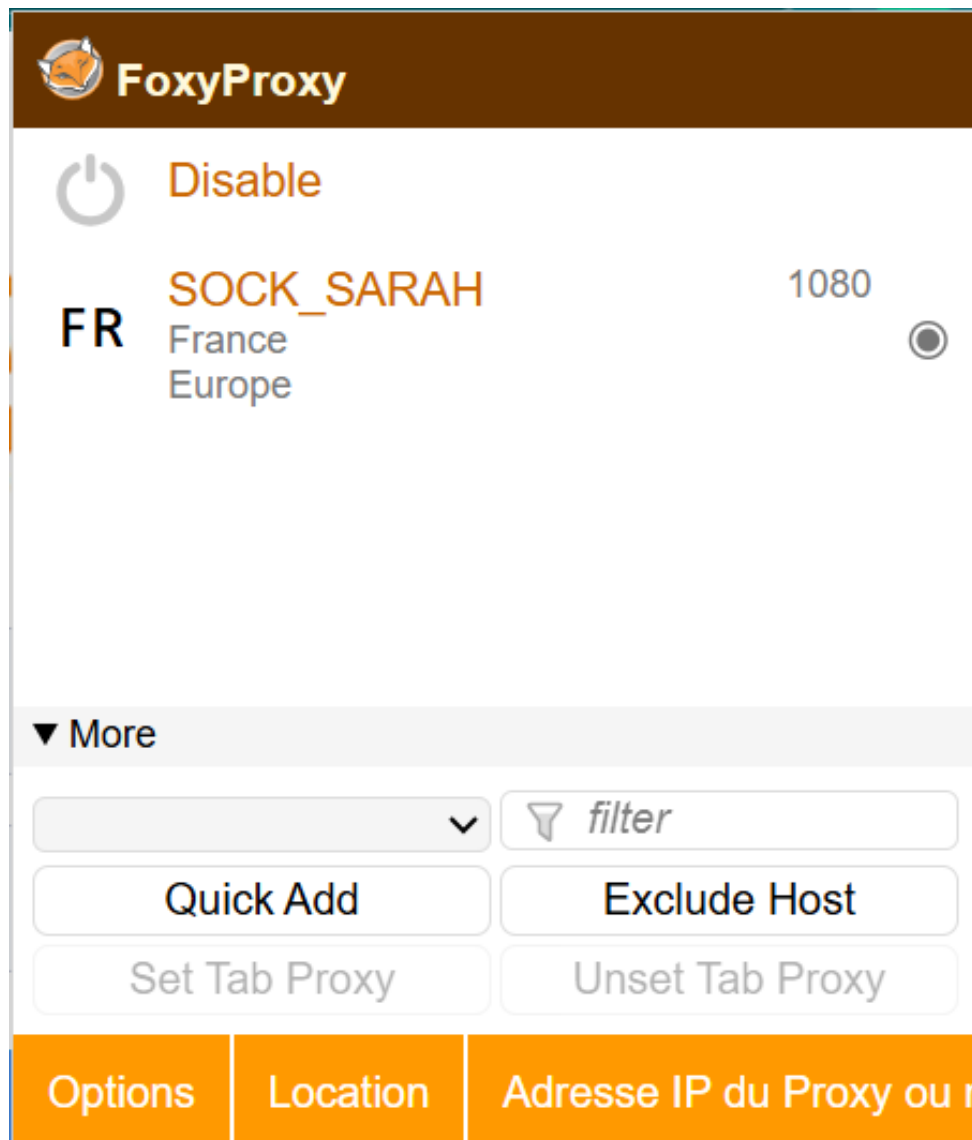 FoxyProxy
Disable
SOCK_SARAH 1080
FR France
Europe
▼ More
filter
Quick Add Exclude Host
Set Tab Proxy Unset Tab Proxy
Options Location Adresse IP du Proxy ou